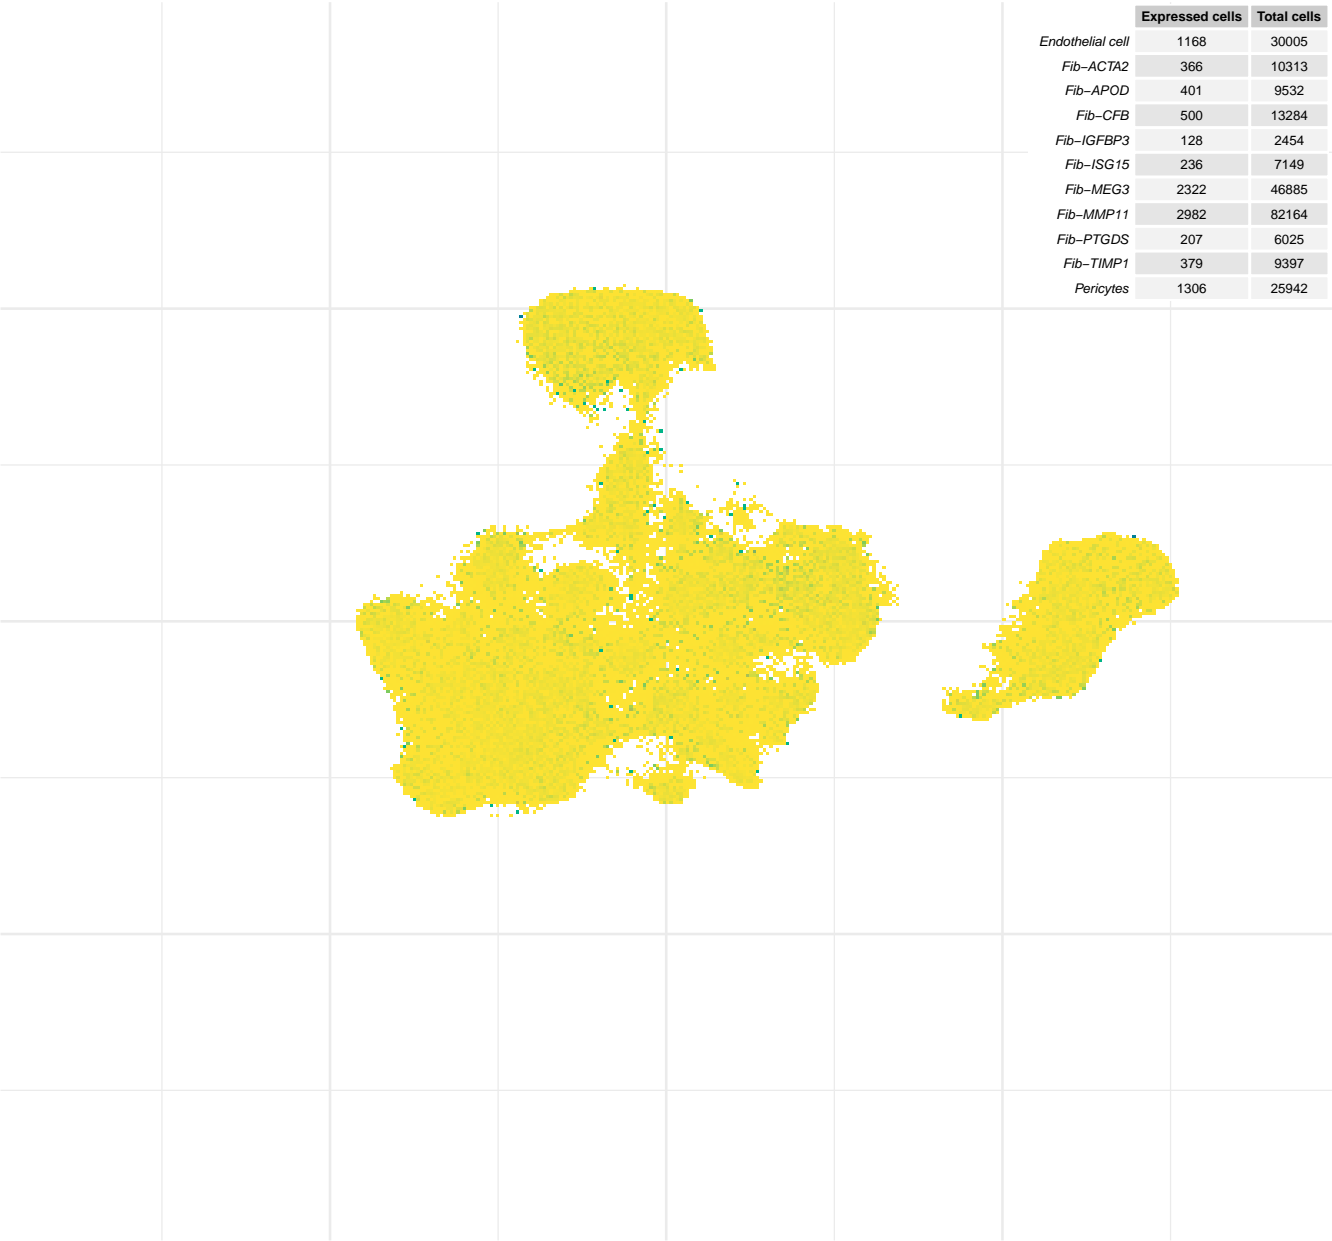 Expressed cells Total cells
Endothelial cell 1168 30005
Fib−ACTA2 366 10313
Fib−APOD 401 9532
Fib−CFB 500 13284
Fib−IGFBP3 128 2454
Fib−ISG15 236 7149
Fib−MEG3 2322 46885
Fib−MMP11 2982 82164
Fib−PTGDS 207 6025
Fib−TIMP1 379 9397
Pericytes 1306 25942